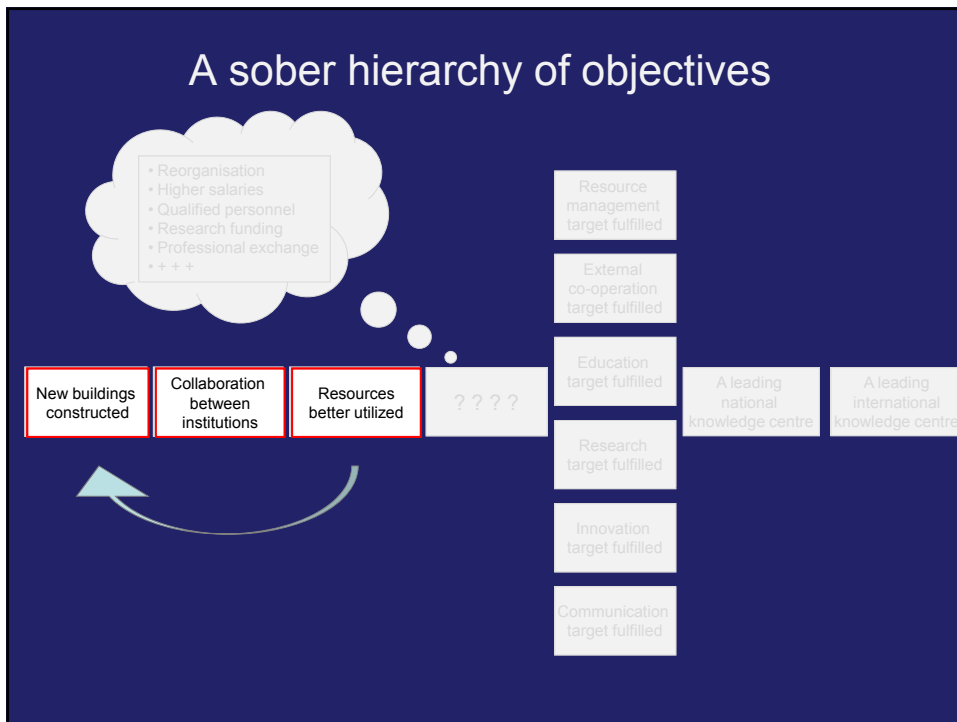 A sober hierarchy of objectives
• Reorganisation
• Higher salaries
• Qualified personnel
• Research funding
• Professional exchange
• + + +
Resource
management
target fulfilled
External
co-operation
target fulfilled
New buildings
constructed
Collaboration
between
institutions
Resources
better utilized
? ? ? ?
Education
target fulfilled
A leading
national
knowledge centre
A leading
international
knowledge centre
Research
target fulfilled
Innovation
target fulfilled
Communication
target fulfilled